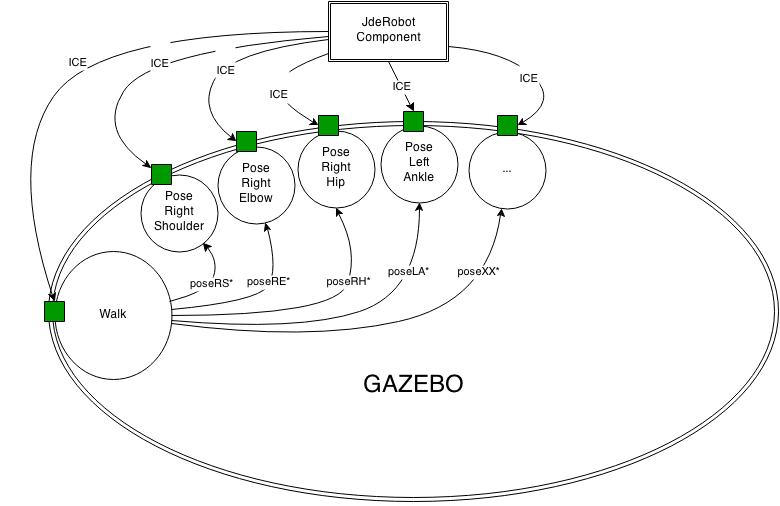 JdeRobot
Component
ICE
ICE
ICE
ICE
ICE
ICE
Pose
Right
Shoulder
Pose
Right
Elbow
Pose
Right
Hip
Pose
Left
Ankle
...
poseRS*
poseRE*
poseRH*
poseLA*
poseXX*
Walk
GAZEBO